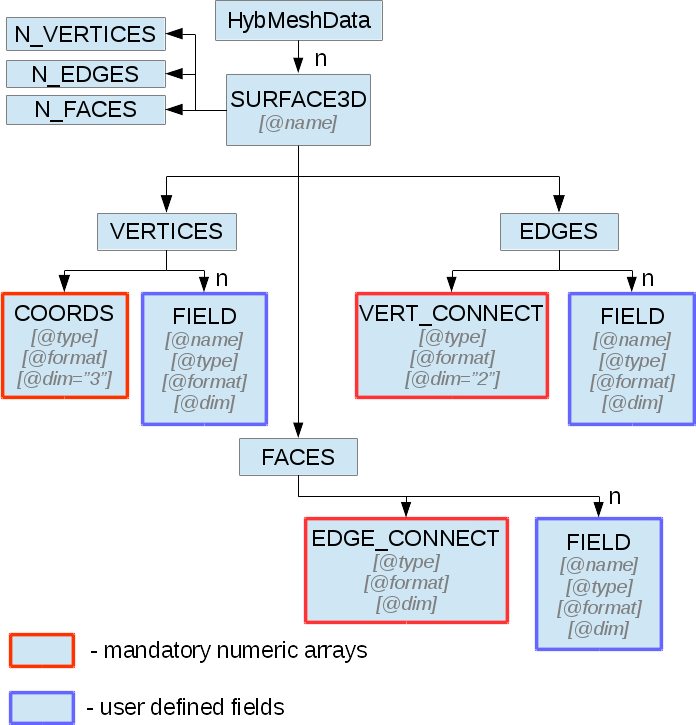 HybMeshData
N_VERTICES
n
N_EDGES
N_FACES
SURFACE3D
[@name]
VERTICES
EDGES
n
n
COORDS
[@type]
[@format]
[@dim=”3”]
FIELD
[@name]
[@type]
[@format]
[@dim]
VERT_CONNECT
[@type]
[@format]
[@dim=”2”]
FIELD
[@name]
[@type]
[@format]
[@dim]
FACES
n
EDGE_CONNECT
[@type]
[@format]
[@dim]
FIELD
[@name]
[@type]
[@format]
[@dim]
- mandatory numeric arrays
- user defined fields